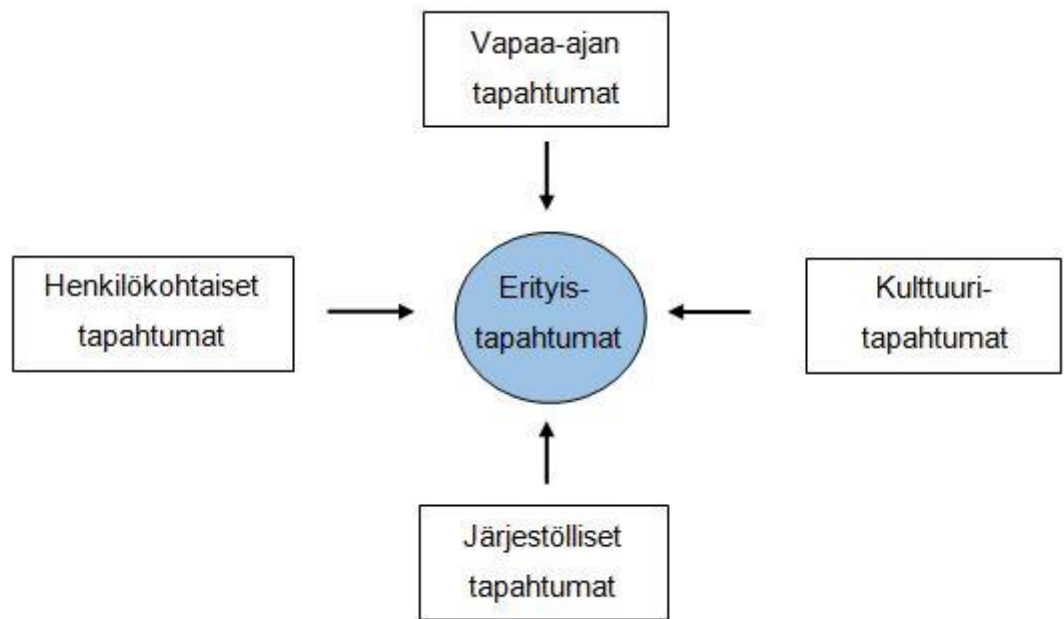 Vapaa-ajan
tapahtumat
Henkilökohtaiset
tapahtumat
Erityis-
tapahtumat
Kulttuuri-
tapahtumat
Järjestölliset
tapahtumat